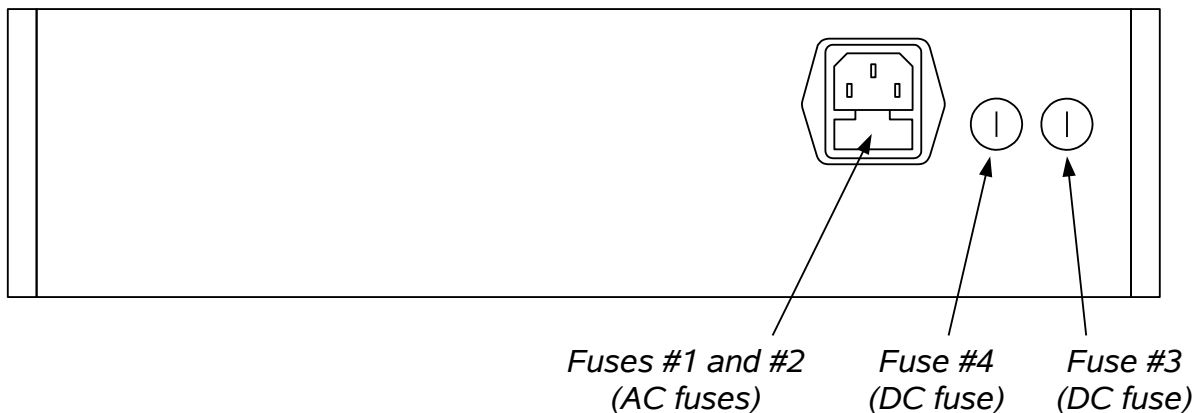 Fuses #1 and #2
(AC fuses)
Fuse #4
(DC fuse)
Fuse #3
(DC fuse)